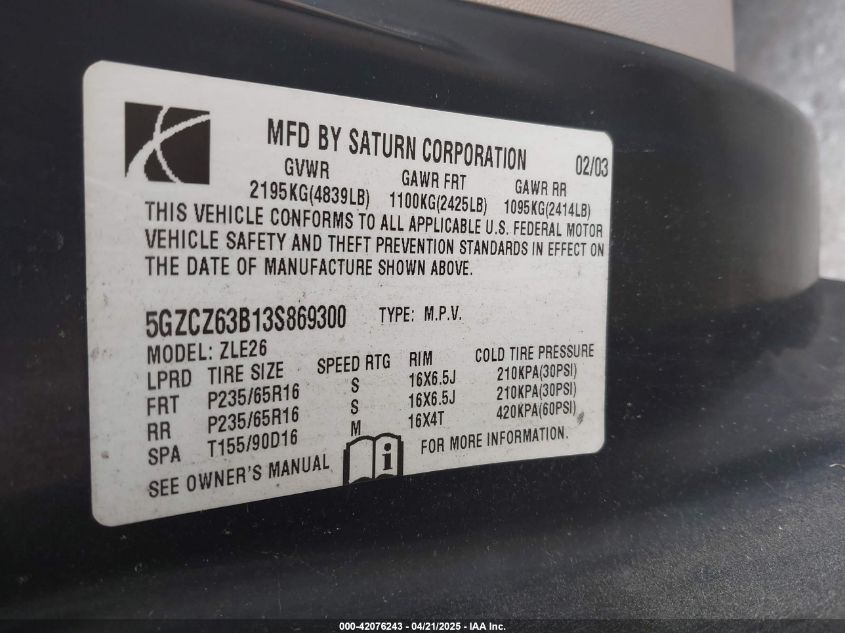 MFD BY SATURN CORPORATION 02/03
GVWR GAWR FRT GAWR RR
2195KG(4839LB) 1100KG(2425LB) 1095KG(2414LB)
THIS VEHICLE CONFORMS TO ALL APPLICABLE U.S. FEDERAL MOTOR
VEHICLE SAFETY AND THEFT PREVENTION STANDARDS IN EFFECT ON
THE DATE OF MANUFACTURE SHOWN ABOVE.
5GZCZ63B13S869300 TYPE: M.P.V.
MODEL: ZLE26
LPRD TIRE SIZE SPEED RTG RIM COLD TIRE PRESSURE
FRT P235/65R16 S 16X6.5J 210KPA(30PSI)
RR P235/65R16 S 16X6.5J 210KPA(30PSI)
SPA T155/90D16 M 16X4T 420KPA(60PSI)
SEE OWNER'S MANUAL FOR MORE INFORMATION.
000-42076243 - 04/21/2025 - IAA Inc.